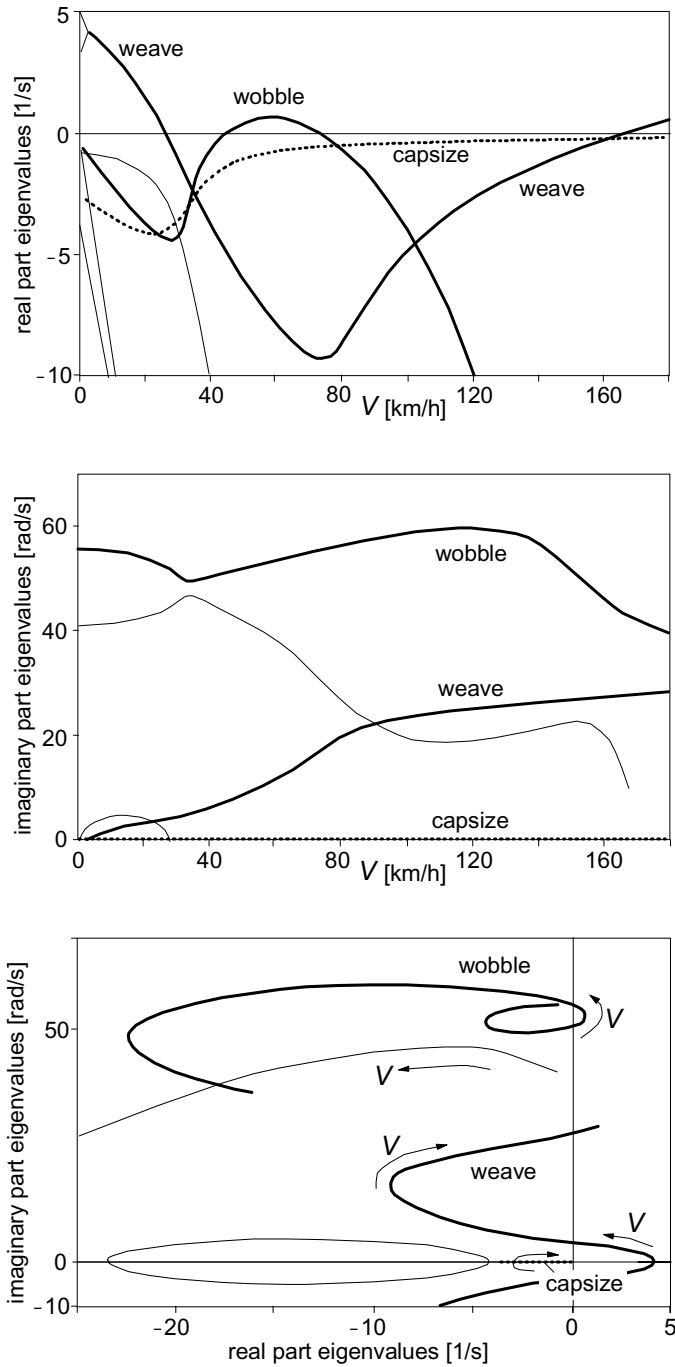 real part eigenvalues [1/s]
5
0
−5
−10
weave
wobble
capsize
weave
0 40 80 120 160
V [km/h]
imaginary part eigenvalues [rad/s]
60
40
20
0
wobble
weave
capsize
0 40 80 120 160
V [km/h]
imaginary part eigenvalues [rad/s]
50
0
−10
wobble
V
V
V
weave
V
capsize
−20 −10 0 5
real part eigenvalues [1/s]